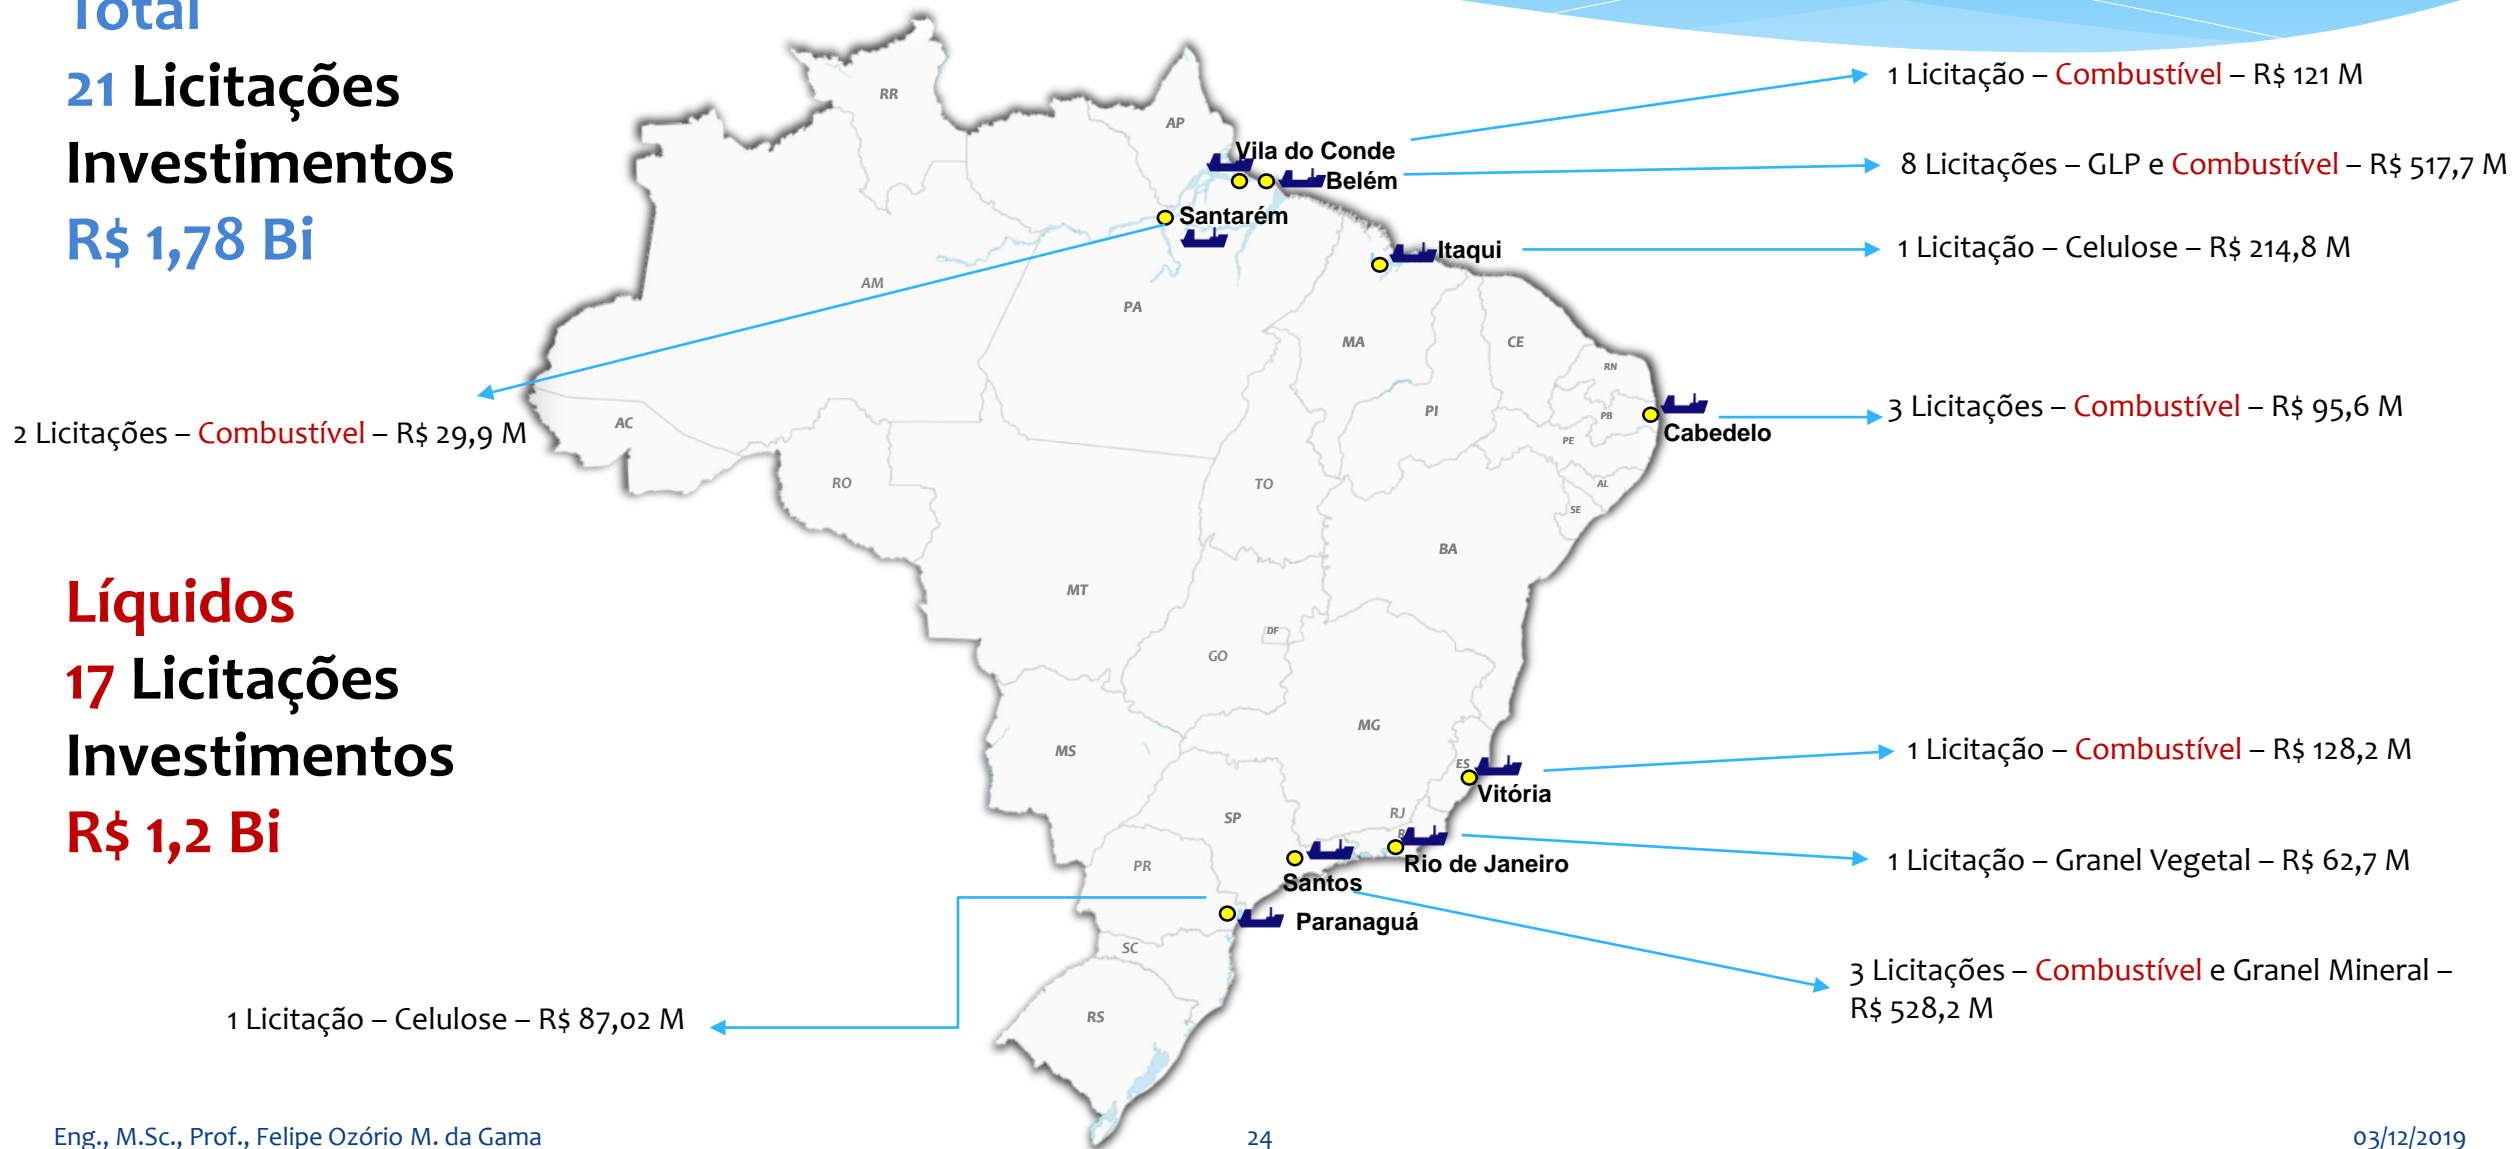 Total
21 Licitações
Investimentos
R$ 1,78 Bi
Líquidos
17 Licitações
Investimentos
R$ 1,2 Bi
1 Licitação – Combustível – R$ 121 M
8 Licitações – GLP e Combustível – R$ 517,7 M
1 Licitação – Celulose – R$ 214,8 M
2 Licitações – Combustível – R$ 29,9 M
3 Licitações – Combustível – R$ 95,6 M
1 Licitação – Combustível – R$ 128,2 M
1 Licitação – Granel Vegetal – R$ 62,7 M
3 Licitações – Combustível e Granel Mineral –
R$ 528,2 M
1 Licitação – Celulose – R$ 87,02 M
RR
AP
Vila do Conde
Belém
Santarém
Itaqui
AM
PA
MA
CE
RN
PB
Cabedelo
PI
PE
AC
AL
RO
TO
SE
BA
MT
DF
GO
MG
MS
ES
Vitória
RJ
SP
Rio de Janeiro
PR
Santos
Paranaguá
SC
RS
Eng., M.Sc., Prof., Felipe Ozório M. da Gama
24
03/12/2019